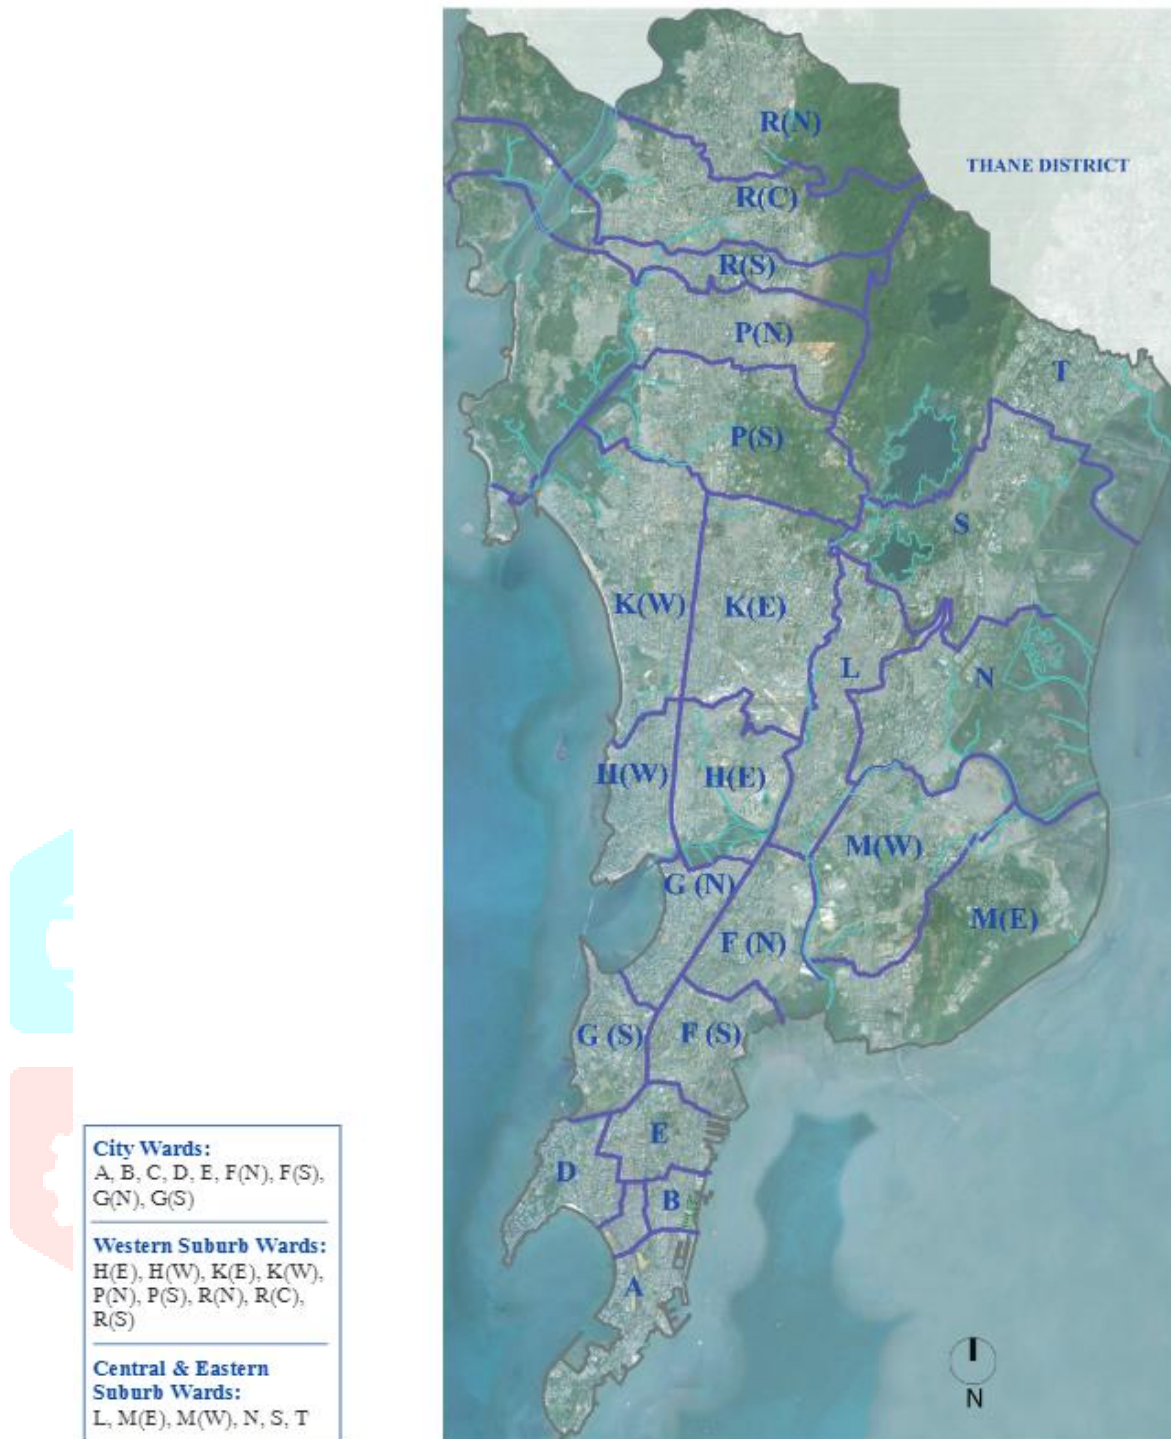 R(N)
THANE DISTRICT
R(C)
R(S)
P(N)
T
P(S)
S
K(W)
K(E)
L
N
H(W)
H(E)
M(W)
G (N)
M(E)
F (N)
G (S)
F (S)
E
D
B
A
N
City Wards:
A, B, C, D, E, F(N), F(S),
G(N), G(S)
Western Suburb Wards:
H(E), H(W), K(E), K(W),
P(N), P(S), R(N), R(C),
R(S)
Central & Eastern
Suburb Wards:
L, M(E), M(W), N, S, T